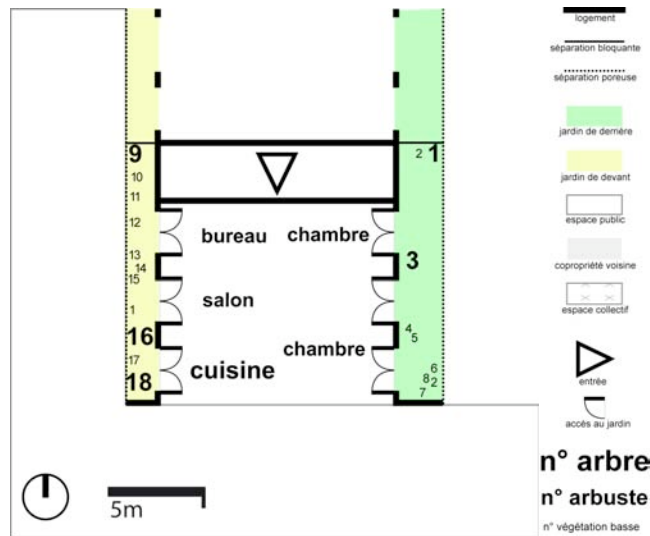 logement
séparation bloquante
séparation poreuse
jardin de derrière
jardin de devant
espace public
copropriété voisine
espace collectif
entrée
accès au jardin
n° arbre
n° arbuste
n° végétation basse
9
10
11
12
13
14
15
1
16
17
18
bureau
chambre
salon
chambre
cuisine
2 1
3
4
5
6
8 2
7
5m